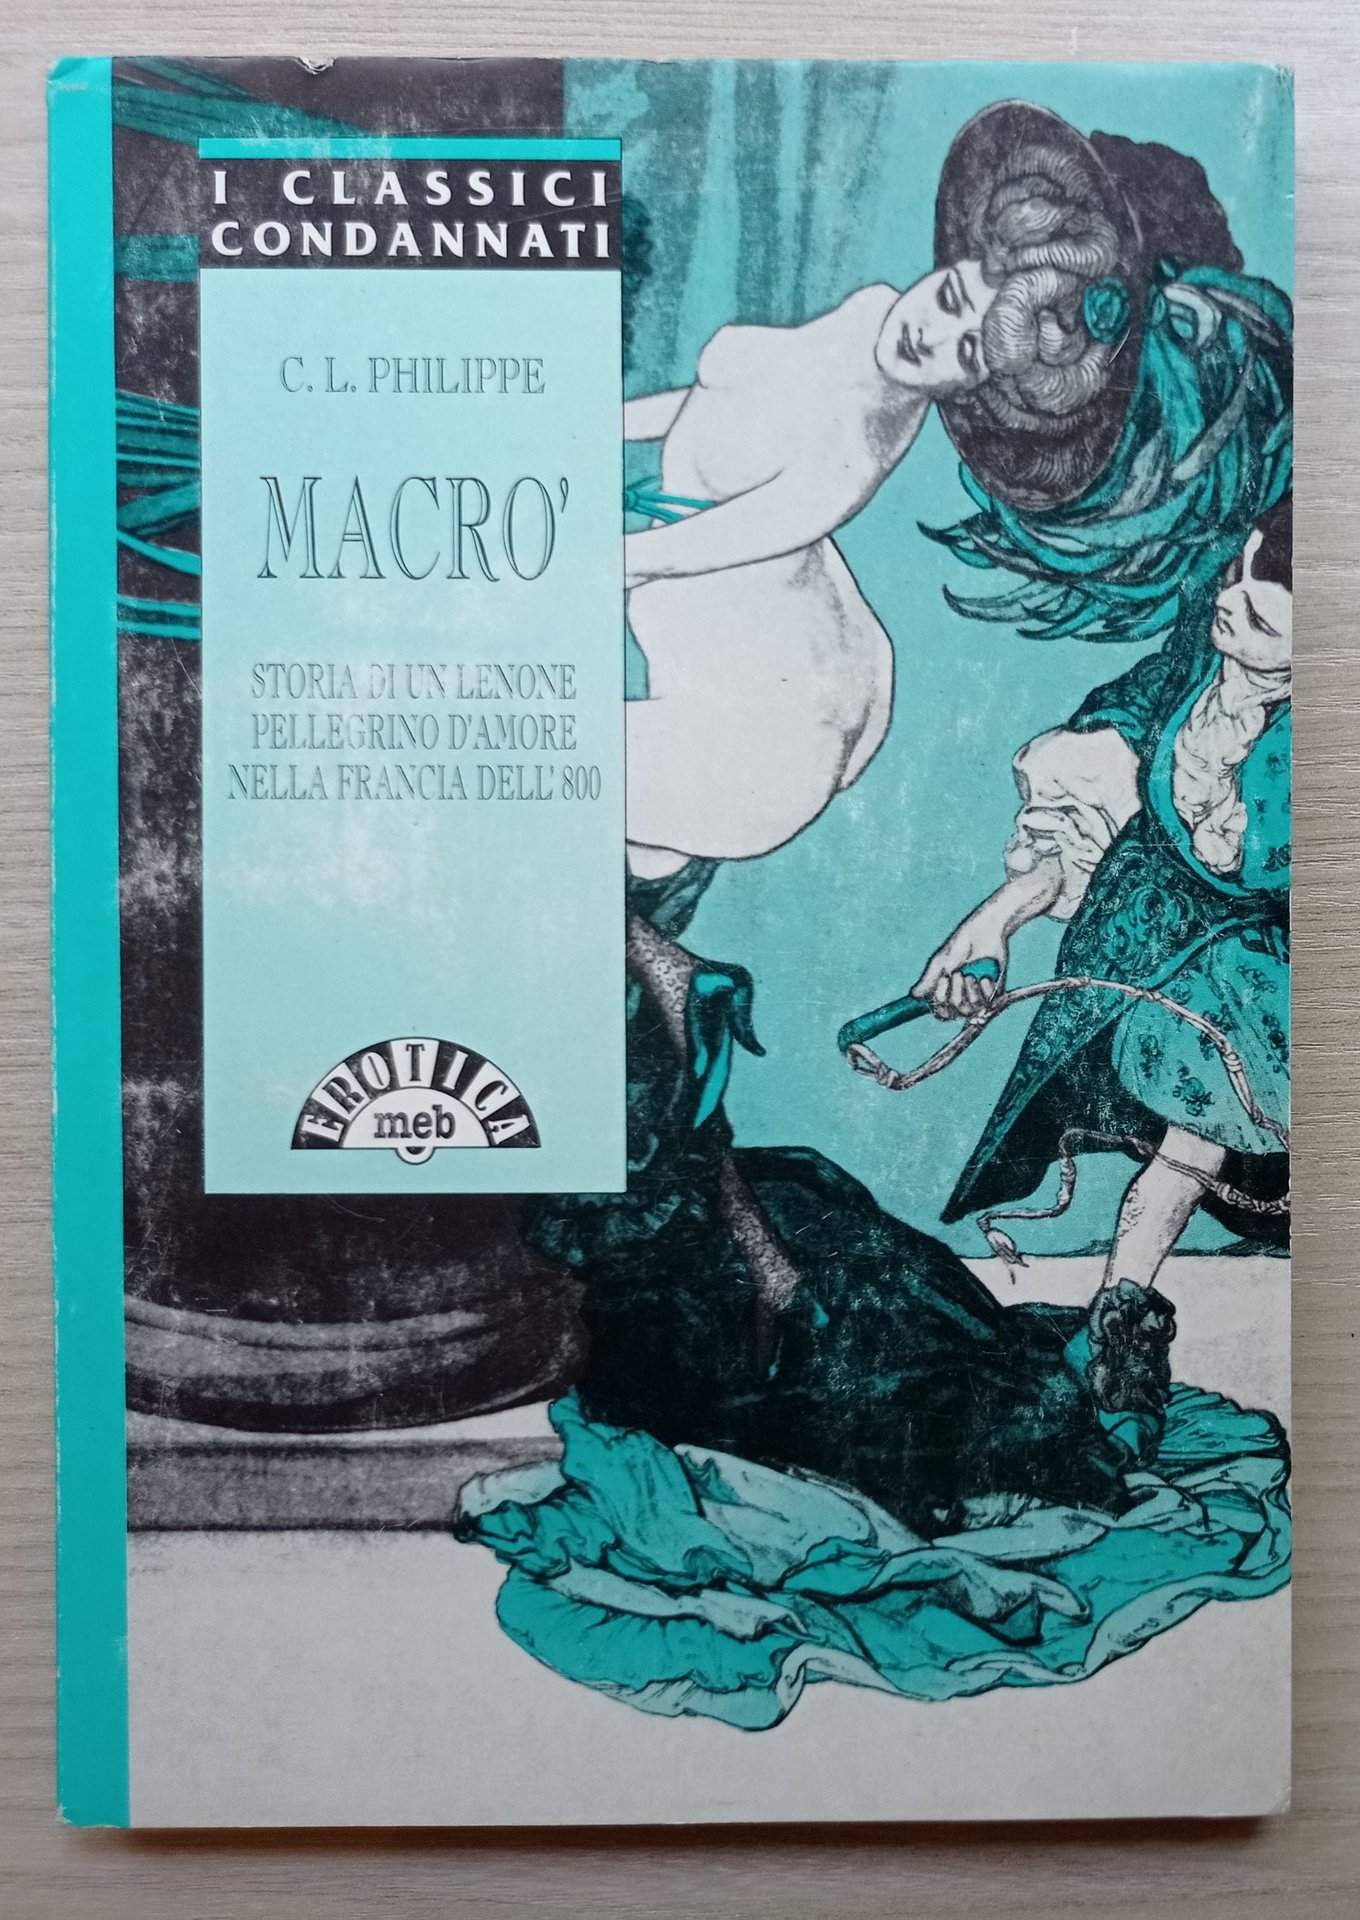 I CLASSICI
CONDANNATI
C. L. PHILIPPE
MACRO'
STORIA DI UN LENONE
PELLEGRINO D'AMORE
NELLA FRANCIA DELL' 800
EROTICA
meb